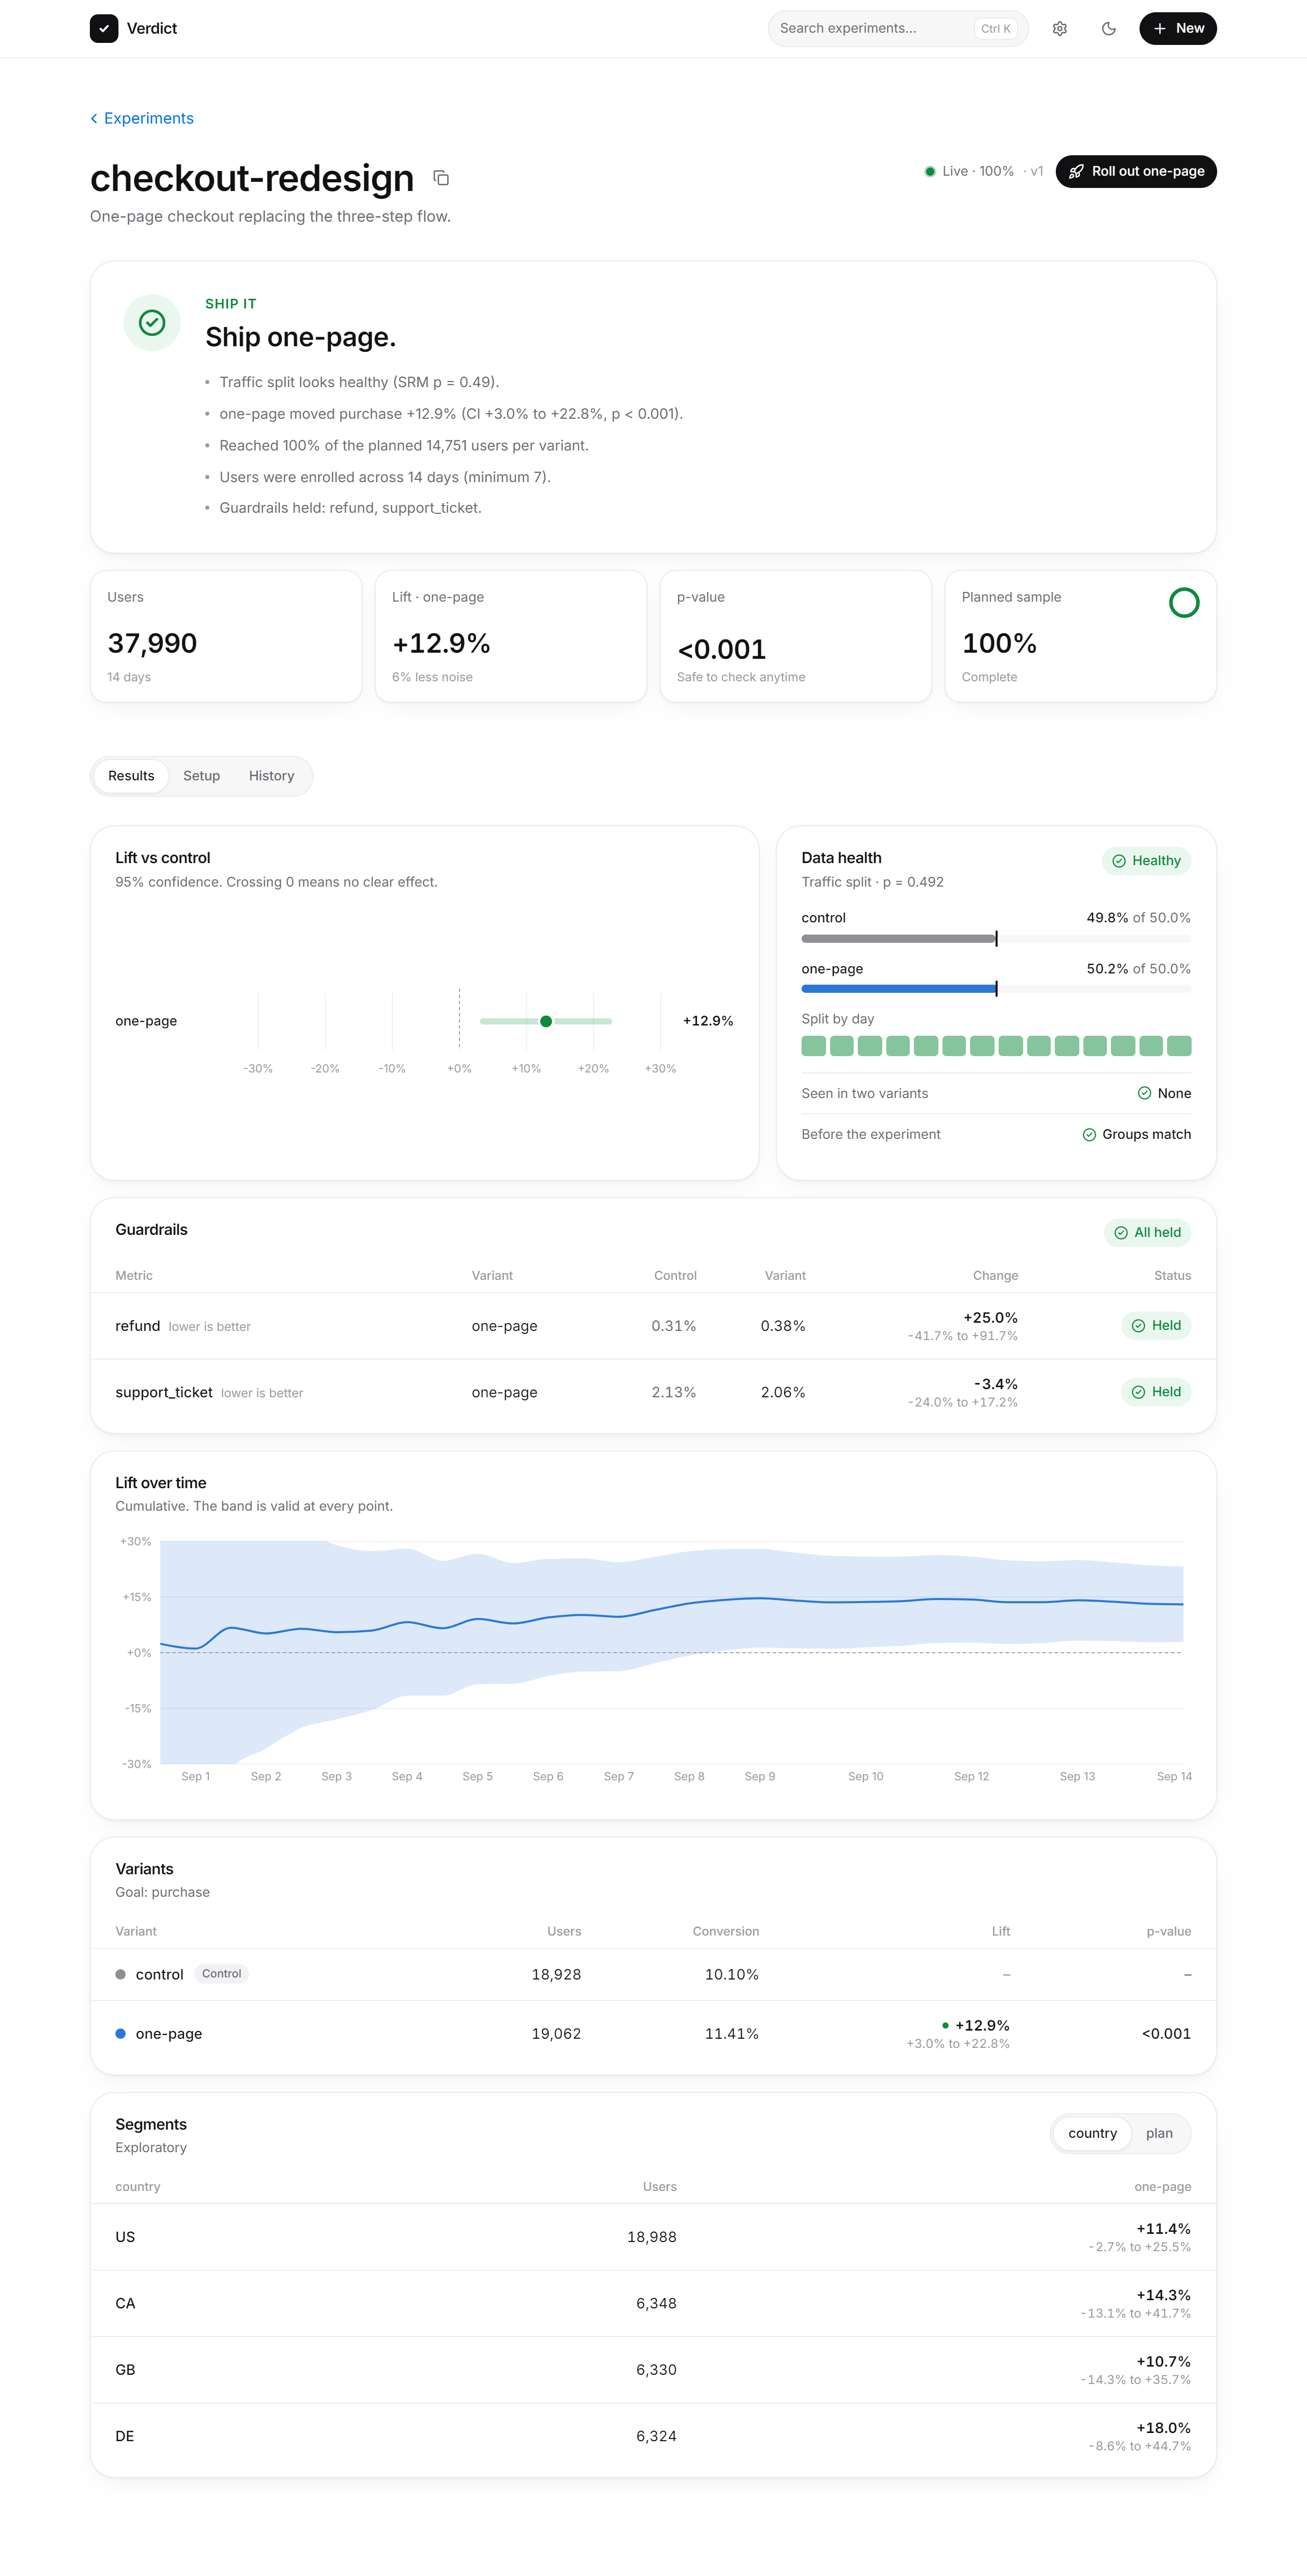 Verdict
Search experiments...
Ctrl K
New
Experiments
checkout-redesign
Live · 100% · v1
Roll out one-page
One-page checkout replacing the three-step flow.
SHIP IT
Ship one-page.
• Traffic split looks healthy (SRM p = 0.49).
• one-page moved purchase +12.9% (CI +3.0% to +22.8%, p < 0.001).
• Reached 100% of the planned 14,751 users per variant.
• Users were enrolled across 14 days (minimum 7).
• Guardrails held: refund, support_ticket.
Users
37,990
14 days
Lift · one-page
+12.9%
6% less noise
p-value
<0.001
Safe to check anytime
Planned sample
100%
Complete
Results Setup History
Lift vs control
95% confidence. Crossing 0 means no clear effect.
one-page
+12.9%
-30% -20% -10% +0% +10% +20% +30%
Data health
Healthy
Traffic split · p = 0.492
control 49.8% of 50.0%
one-page 50.2% of 50.0%
Split by day
Seen in two variants None
Before the experiment Groups match
Guardrails
All held
Metric Variant Control Variant Change Status
refund lower is better one-page 0.31% 0.38% +25.0% Held
-41.7% to +91.7%
support_ticket lower is better one-page 2.13% 2.06% -3.4% Held
-24.0% to +17.2%
Lift over time
Cumulative. The band is valid at every point.
+30%
+15%
+0%
-15%
-30%
Sep 1 Sep 2 Sep 3 Sep 4 Sep 5 Sep 6 Sep 7 Sep 8 Sep 9 Sep 10 Sep 12 Sep 13 Sep 14
Variants
Goal: purchase
Variant Users Conversion Lift p-value
control Control 18,928 10.10% – –
one-page 19,062 11.41% +12.9% <0.001
+3.0% to +22.8%
Segments
Exploratory
country plan
country Users one-page
US 18,988 +11.4%
-2.7% to +25.5%
CA 6,348 +14.3%
-13.1% to +41.7%
GB 6,330 +10.7%
-14.3% to +35.7%
DE 6,324 +18.0%
-8.6% to +44.7%